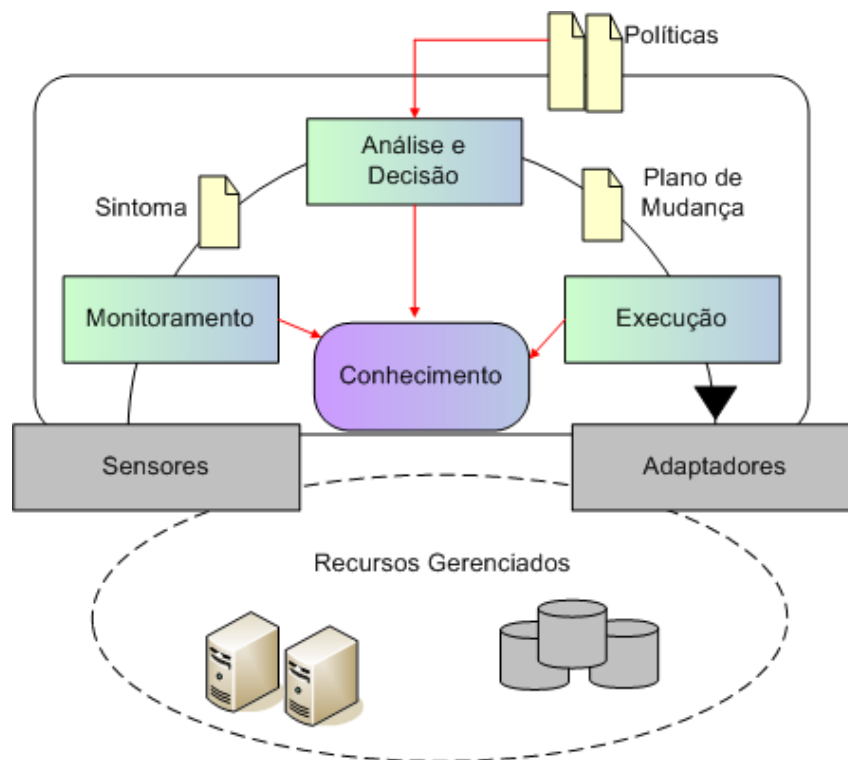 Políticas
Análise e
Decisão
Sintoma
Plano de
Mudança
Monitoramento
Execução
Conhecimento
Sensores
Adaptadores
Recursos Gerenciados